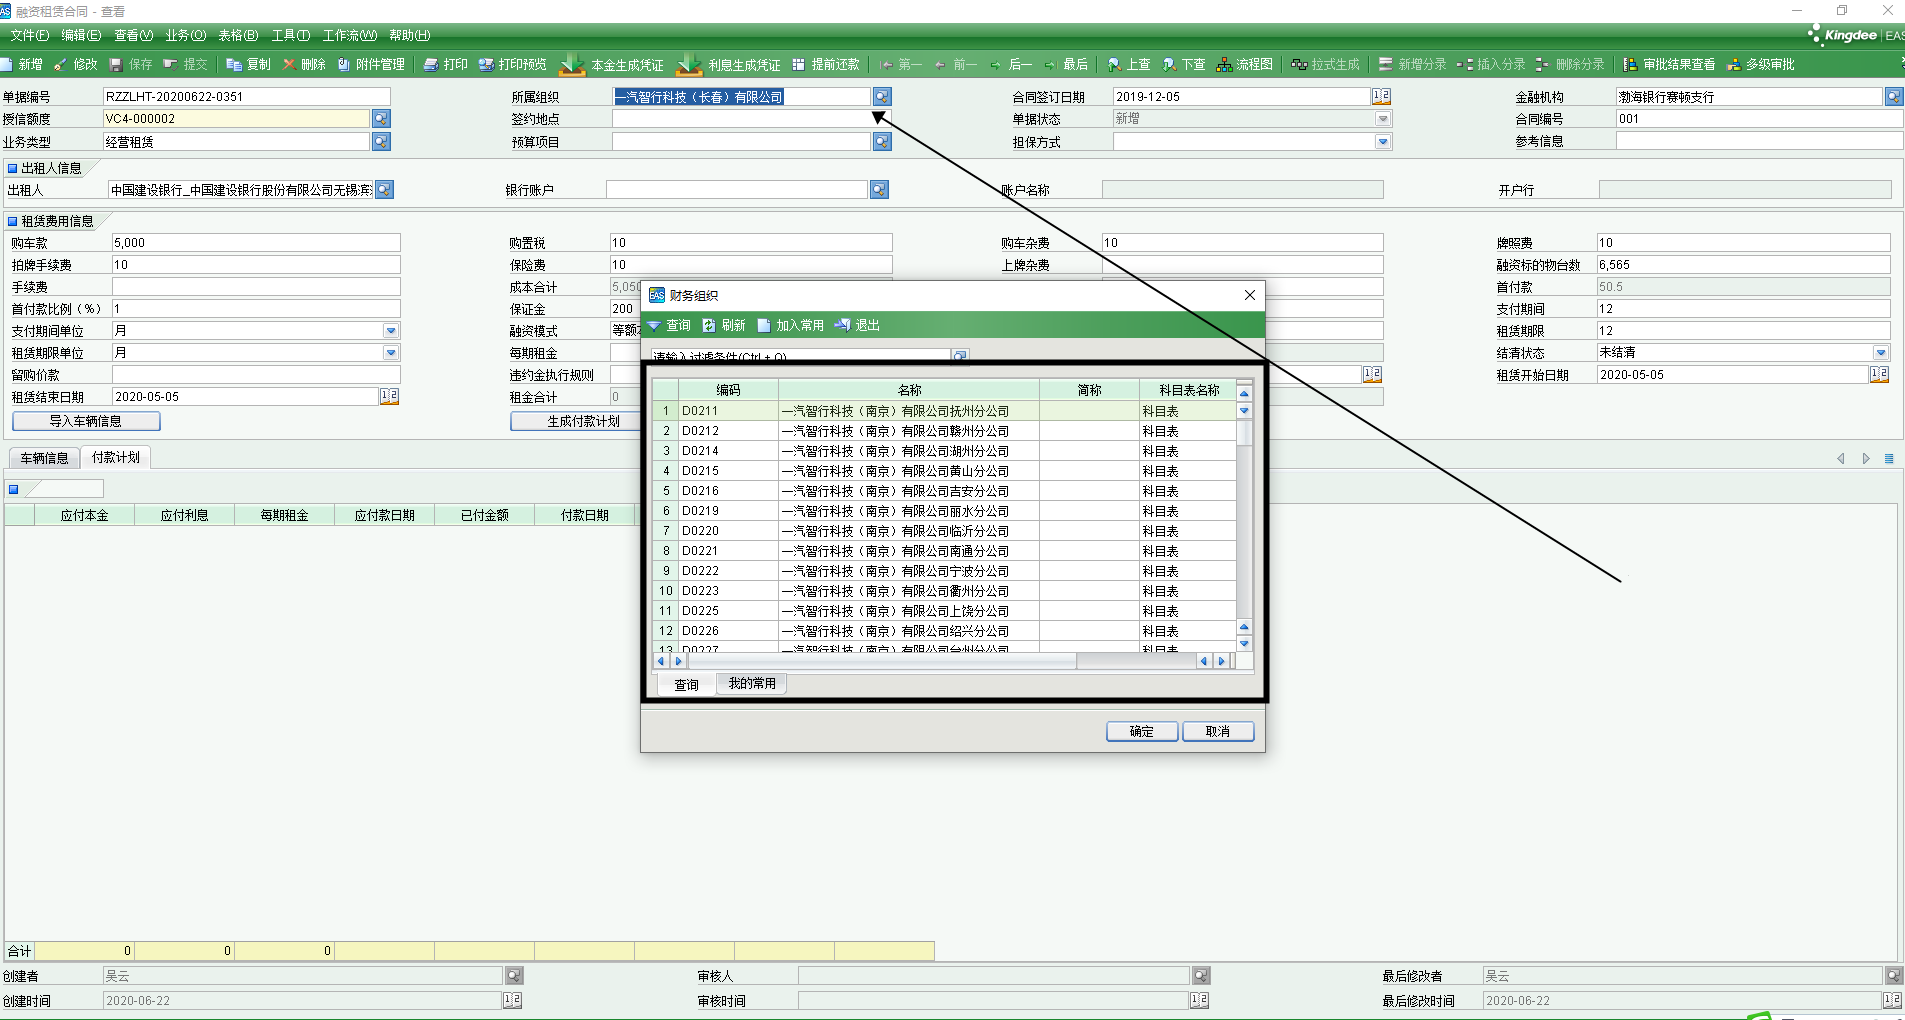 融资租赁合同 - 查看
文件(F) 编辑(E) 查看(V) 业务(O) 表格(B) 工具(T) 工作流(W) 帮助(H) Kingdee EAS
新增 修改 保存 提交 复制 删除 附件管理 打印 打印预览 本金生成凭证 利息生成凭证 提前还款 第一 前一 后一 最后 上查 下查 流程图 拉式生成 新增分录 插入分录 删除分录 审批结果查看 多级审批
单据编号 RZZLHT-20200622-0351 所属组织 一汽智行科技（长春）有限公司 合同签订日期 2019-12-05 金融机构 渤海银行赛顿支行
授信额度 VC4-000002 签约地点 单据状态 新增 合同编号 001
业务类型 经营租赁 预算项目 担保方式 参考信息
出租人信息
出租人 中国建设银行_中国建设银行股份有限公司无锡滨 银行账户 账户名称 开户行
租赁费用信息
购车款 5,000 购置税 10 购车杂费 10 牌照费 10
拍牌手续费 10 保险费 10 上牌杂费 融资标的物台数 6,565
手续费 成本合计 5,050 首付款 50.5
首付款比例（%） 1 保证金 200 支付期间 12
支付期间单位 月 融资模式 等额 租赁期限 12
租赁期限单位 月 每期租金 结清状态 未结清
留购价款 违约金执行规则 租赁开始日期 2020-05-05
租赁结束日期 2020-05-05 租金合计 0
导入车辆信息 生成付款计划
车辆信息 付款计划
应付本金 应付利息 每期租金 应付款日期 已付金额 付款日期
财务组织
查询 刷新 加入常用 退出
请输入过滤条件(Ctrl + Q)
编码 名称 简称 科目表名称
1 D0211 一汽智行科技（南京）有限公司抚州分公司 科目表
2 D0212 一汽智行科技（南京）有限公司赣州分公司 科目表
3 D0214 一汽智行科技（南京）有限公司湖州分公司 科目表
4 D0215 一汽智行科技（南京）有限公司黄山分公司 科目表
5 D0216 一汽智行科技（南京）有限公司吉安分公司 科目表
6 D0219 一汽智行科技（南京）有限公司丽水分公司 科目表
7 D0220 一汽智行科技（南京）有限公司临沂分公司 科目表
8 D0221 一汽智行科技（南京）有限公司南通分公司 科目表
9 D0222 一汽智行科技（南京）有限公司宁波分公司 科目表
10 D0223 一汽智行科技（南京）有限公司衢州分公司 科目表
11 D0225 一汽智行科技（南京）有限公司上饶分公司 科目表
12 D0226 一汽智行科技（南京）有限公司绍兴分公司 科目表
13 D0227 一汽智行科技（南京）有限公司台州分公司 科目表
查询 我的常用
确定 取消
合计 0 0 0
创建者 吴云 审核人 最后修改者 吴云
创建时间 2020-06-22 审核时间 最后修改时间 2020-06-22